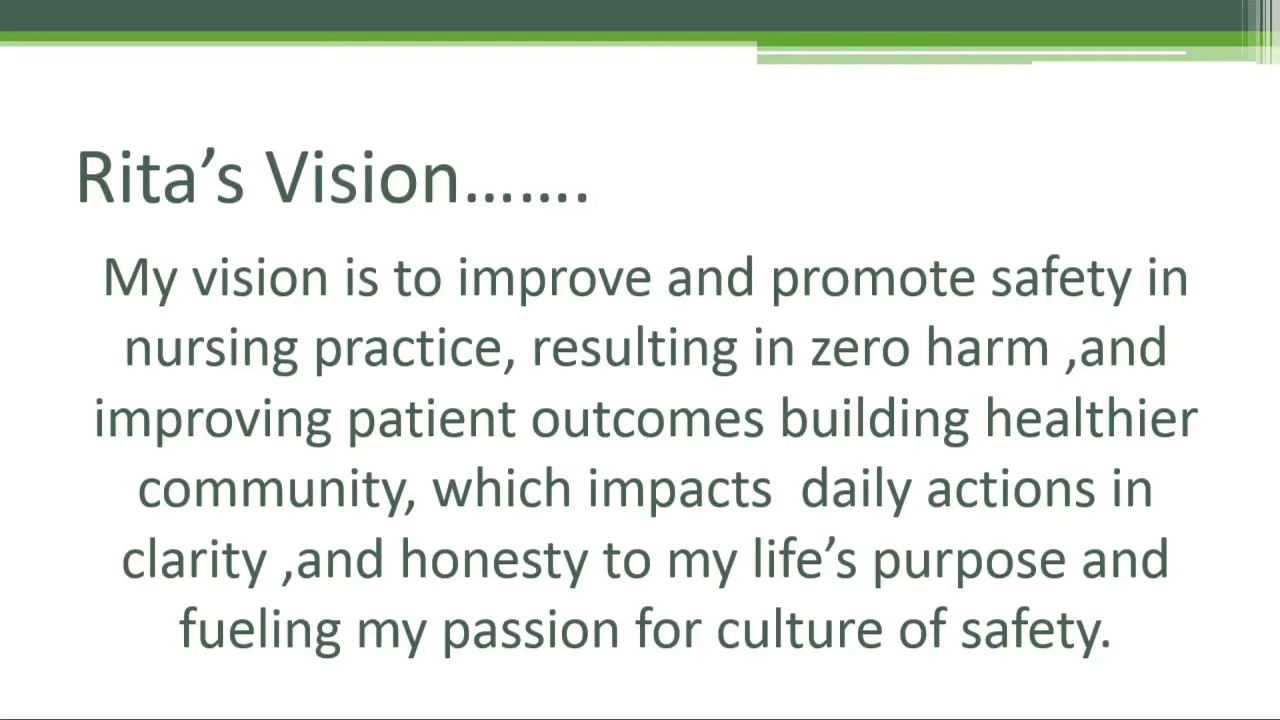 Rita’s Vision…….
My vision is to improve and promote safety in
nursing practice, resulting in zero harm ,and
improving patient outcomes building healthier
community, which impacts  daily actions in
clarity ,and honesty to my life’s purpose and
fueling my passion for culture of safety.